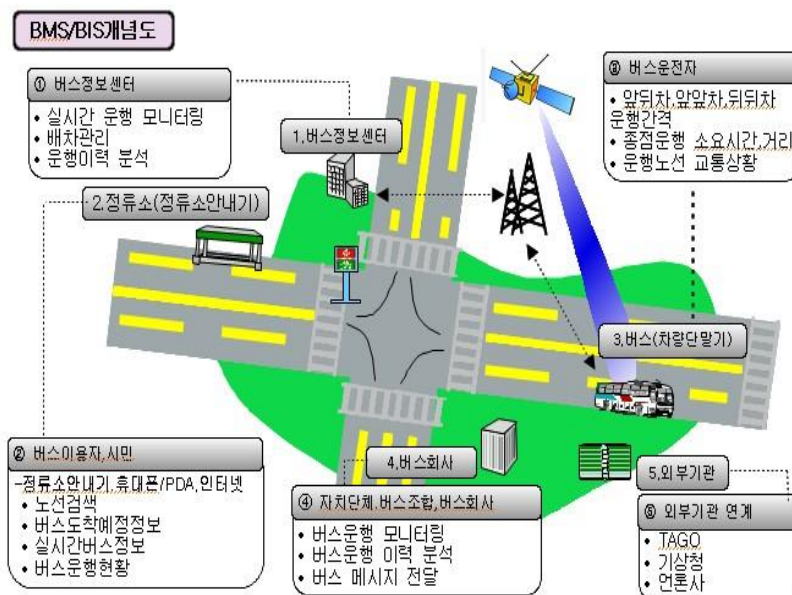 BMS/BIS개념도
① 버스정보센터
• 실시간 운행 모니터링
• 배차관리
• 운행이력 분석
1,버스정보센터
③ 버스운전자
• 앞뒤차,앞앞차,뒤뒤차
운행간격
• 종점운행 소요시간,거리
• 운행노선 교통상황
2.정류소(정류소안내기)
3,버스(차량단말기)
② 버스이용자,시민
-정류소안내기,휴대폰/PDA,인터넷
• 노선검색
• 버스도착예정정보
• 실시간버스정보
• 버스운행현황
4,버스회사
④ 자치단체,버스조합,버스회사
• 버스운행 모니터링
• 버스운행 이력 분석
• 버스 메시지 전달
5,외부기관
⑤ 외부기관 연계
• TAGO
• 기상청
• 언론사